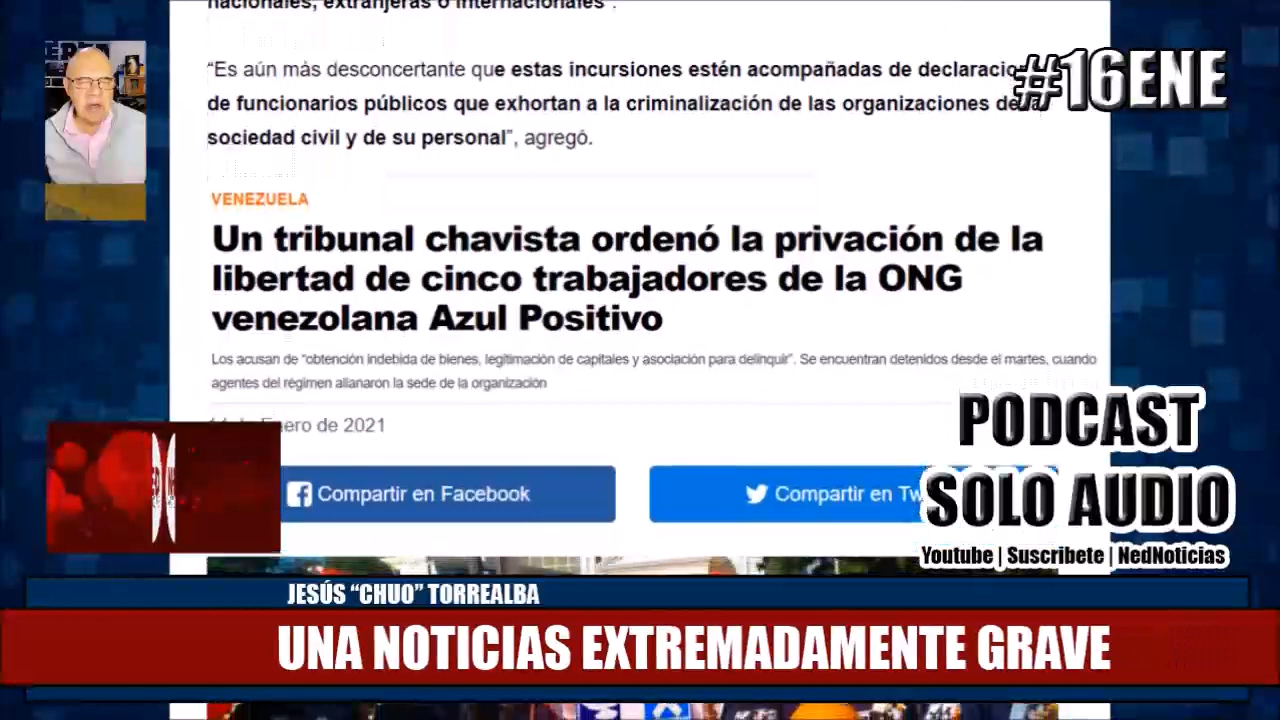 nacionales, extranjeras o internacionales".
#16ENE
“Es aún más desconcertante que estas incursiones estén acompañadas de
de funcionarios públicos que exhortan a la criminalización de las organizaciones
sociedad civil y de su personal”, agregó.
VENEZUELA
Un tribunal chavista ordenó la privación de la
libertad de cinco trabajadores de la ONG
venezolana Azul Positivo
Los acusan de “obtención indebida de bienes, legitimación de capitales y asociación para delinquir”. Se encuentran detenidos desde el martes, cuando
agentes del régimen allanaron la sede de la organización
de Enero de 2021
Compartir en Facebook
Compartir en
PODCAST
SOLO AUDIO
Youtube | Suscribete | NedNoticias
JESÚS “CHUO” TORREALBA
UNA NOTICIAS EXTREMADAMENTE GRAVE